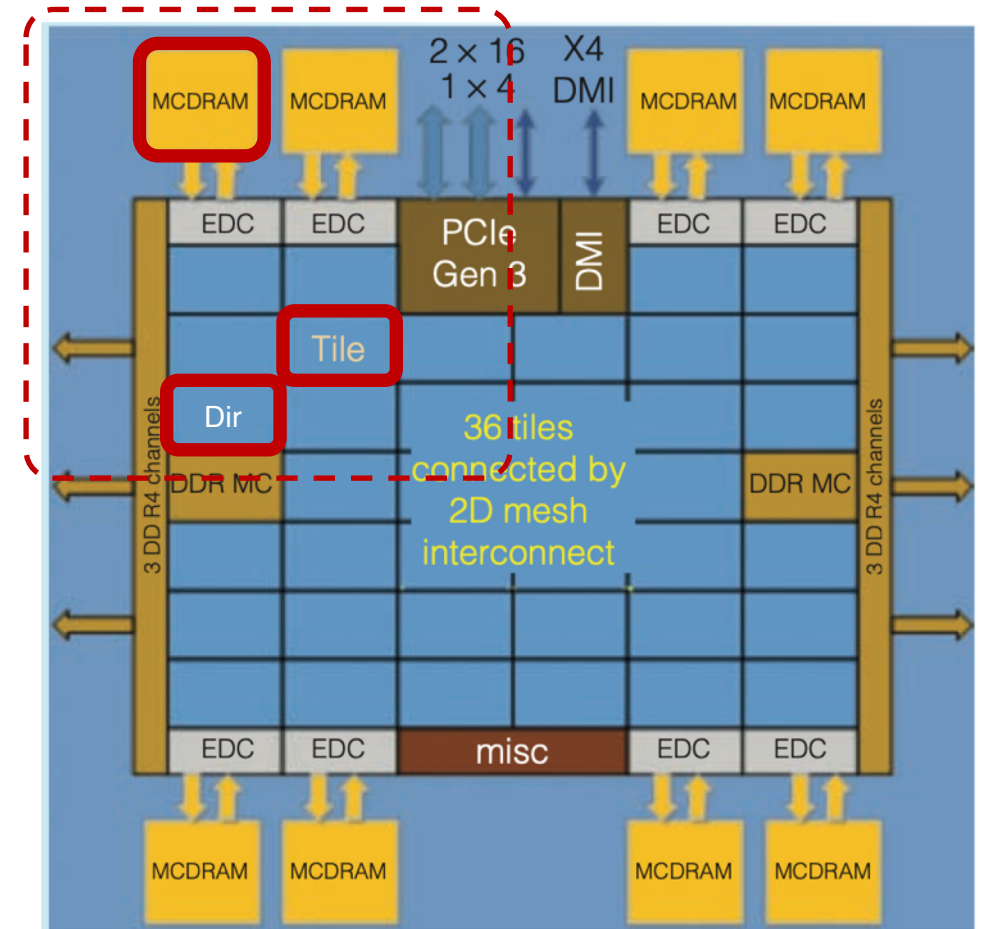 2 × 16
1 × 4
X4
DMI
MCDRAM
MCDRAM
MCDRAM
MCDRAM
EDC
EDC
PCIe
Gen 3
DMI
EDC
EDC
Tile
Dir
36 tiles
connected by
2D mesh
interconnect
DDR MC
DDR MC
3 DD R4 channels
3 DD R4 channels
EDC
EDC
misc
EDC
EDC
MCDRAM
MCDRAM
MCDRAM
MCDRAM